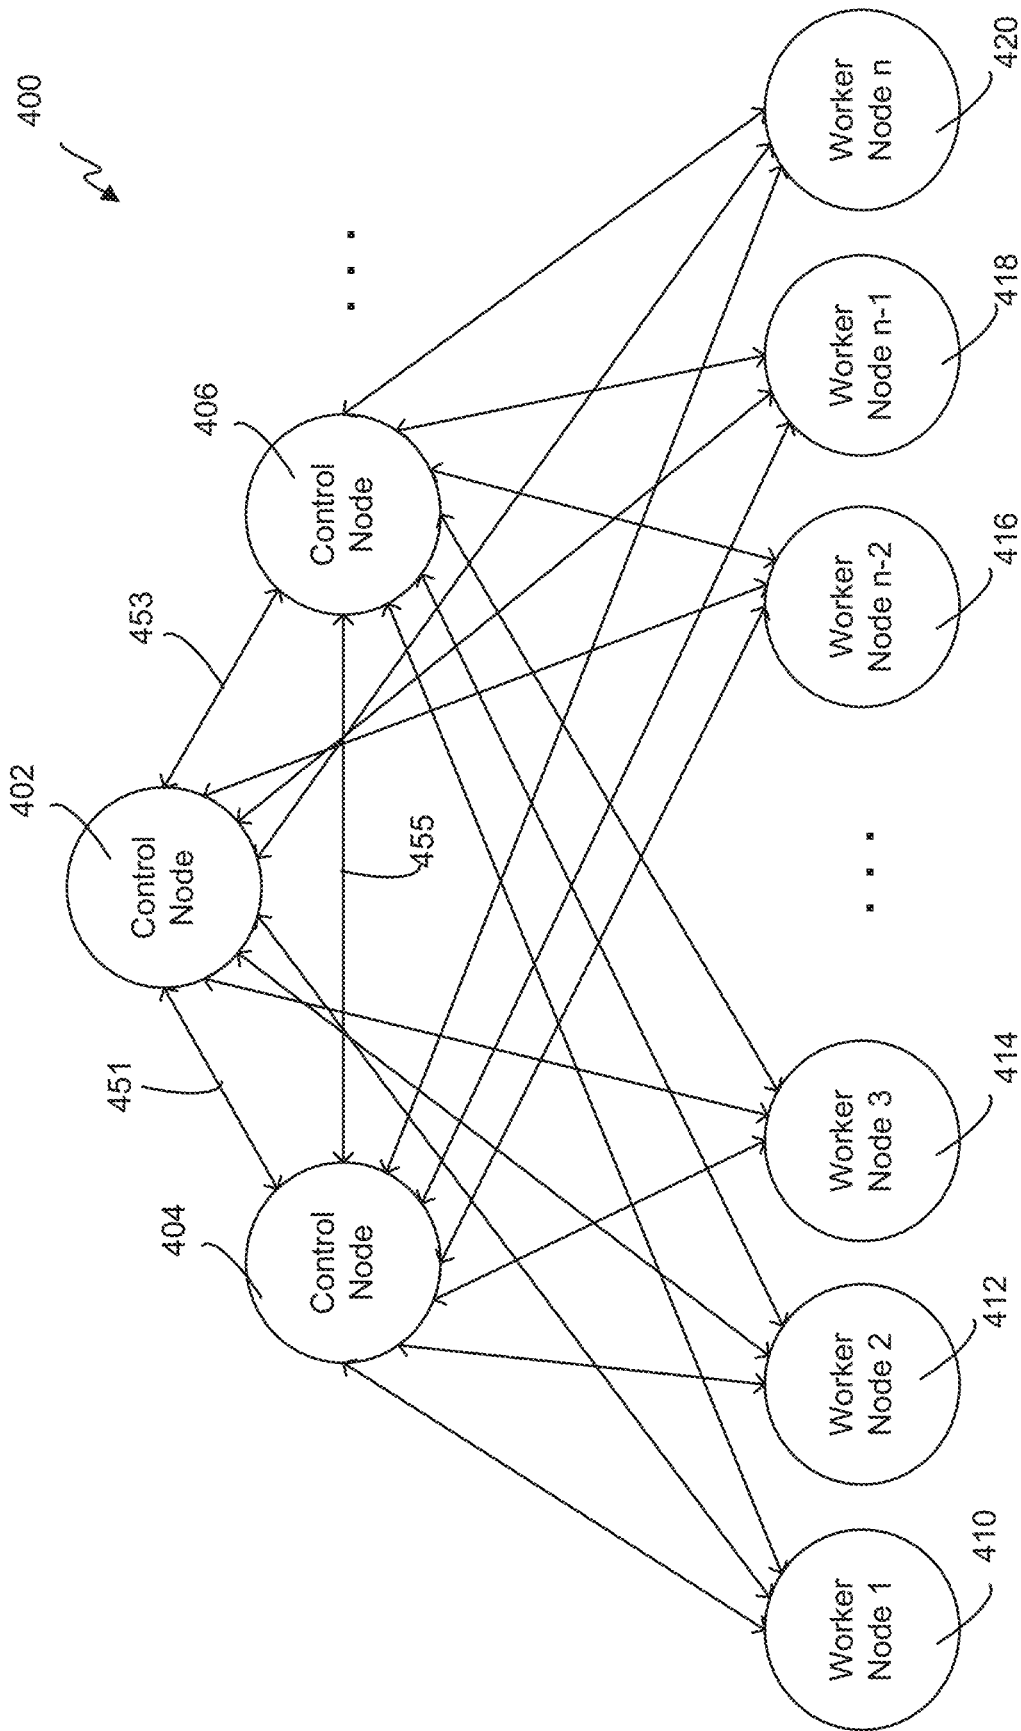 400
402
Control
Node
451
453
404
Control
Node
406
Control
Node
455
Worker
Node 1
Worker
Node 2
Worker
Node 3
Worker
Node n-2
Worker
Node n-1
Worker
Node n
410
412
414
416
418
420